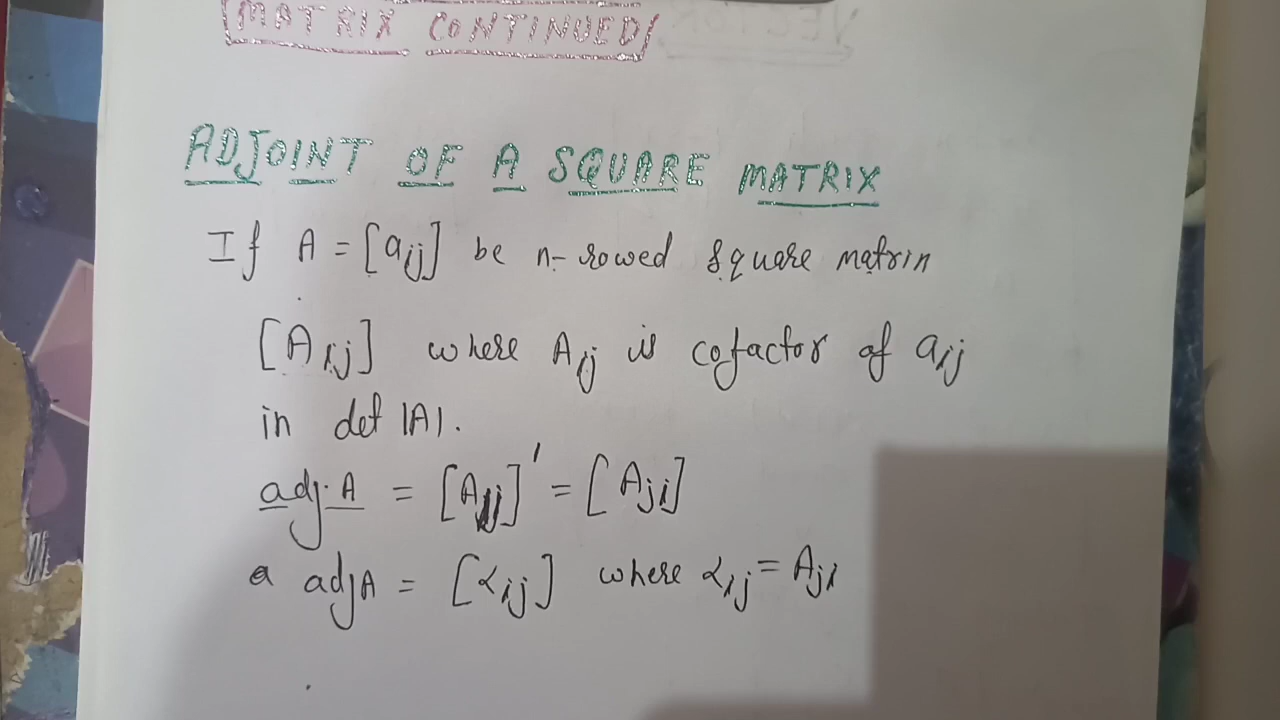 MATRIX CONTINUED
ADJOINT OF A SQUARE MATRIX
If A = [aij] be n-rowed square matrin
[Aij] where Aij is cofactor of aij
in det |A|.
adj. A = [Aij]' = [Aji]
adjA = [αij] where αij = Aji